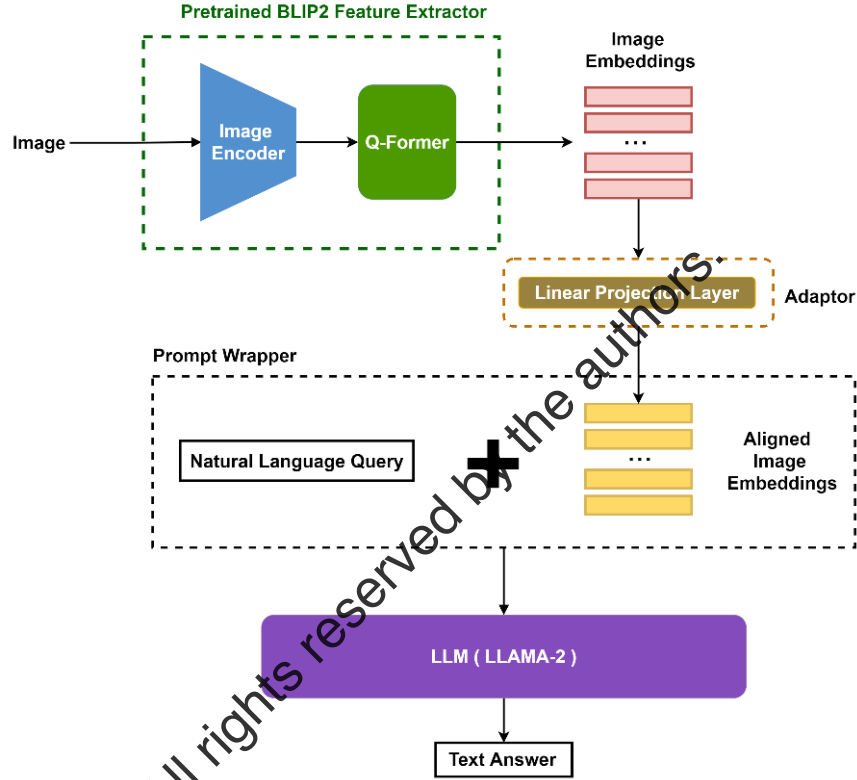 Pretrained BLIP2 Feature Extractor
Image
Embeddings
Image
Image
Encoder
Q-Former
...
Linear Projection Layer
Adaptor
Prompt Wrapper
Natural Language Query
+
...
Aligned
Image
Embeddings
LLM ( LLAMA-2 )
Text Answer
rights reserved by the authors.